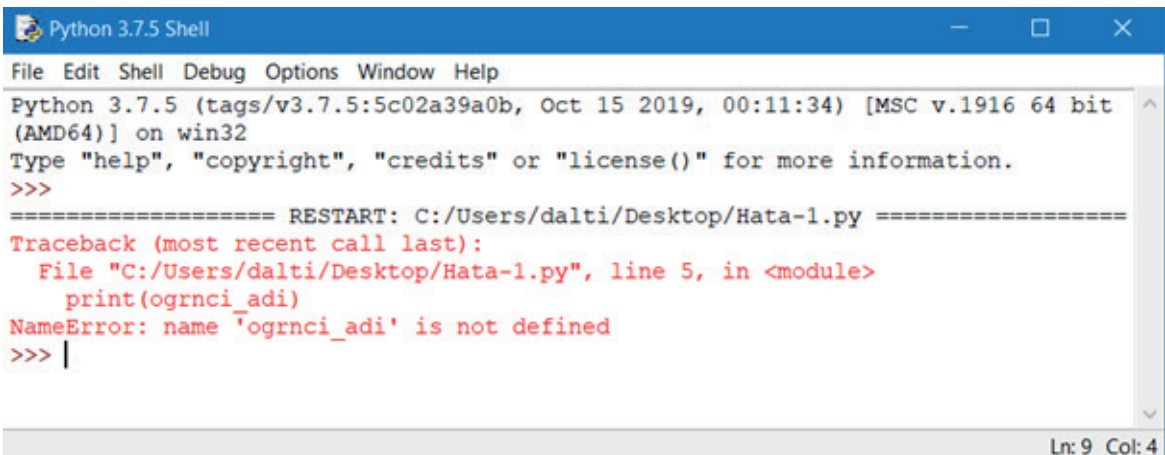 Python 3.7.5 Shell
File Edit Shell Debug Options Window Help
Python 3.7.5 (tags/v3.7.5:5c02a39a0b, Oct 15 2019, 00:11:34) [MSC v.1916 64 bit
(AMD64)] on win32
Type "help", "copyright", "credits" or "license()" for more information.
>>>
=================== RESTART: C:/Users/dalti/Desktop/Hata-1.py ==================
Traceback (most recent call last):
  File "C:/Users/dalti/Desktop/Hata-1.py", line 5, in <module>
    print(ogrnci_adi)
NameError: name 'ogrnci_adi' is not defined
>>>
Ln: 9 Col: 4